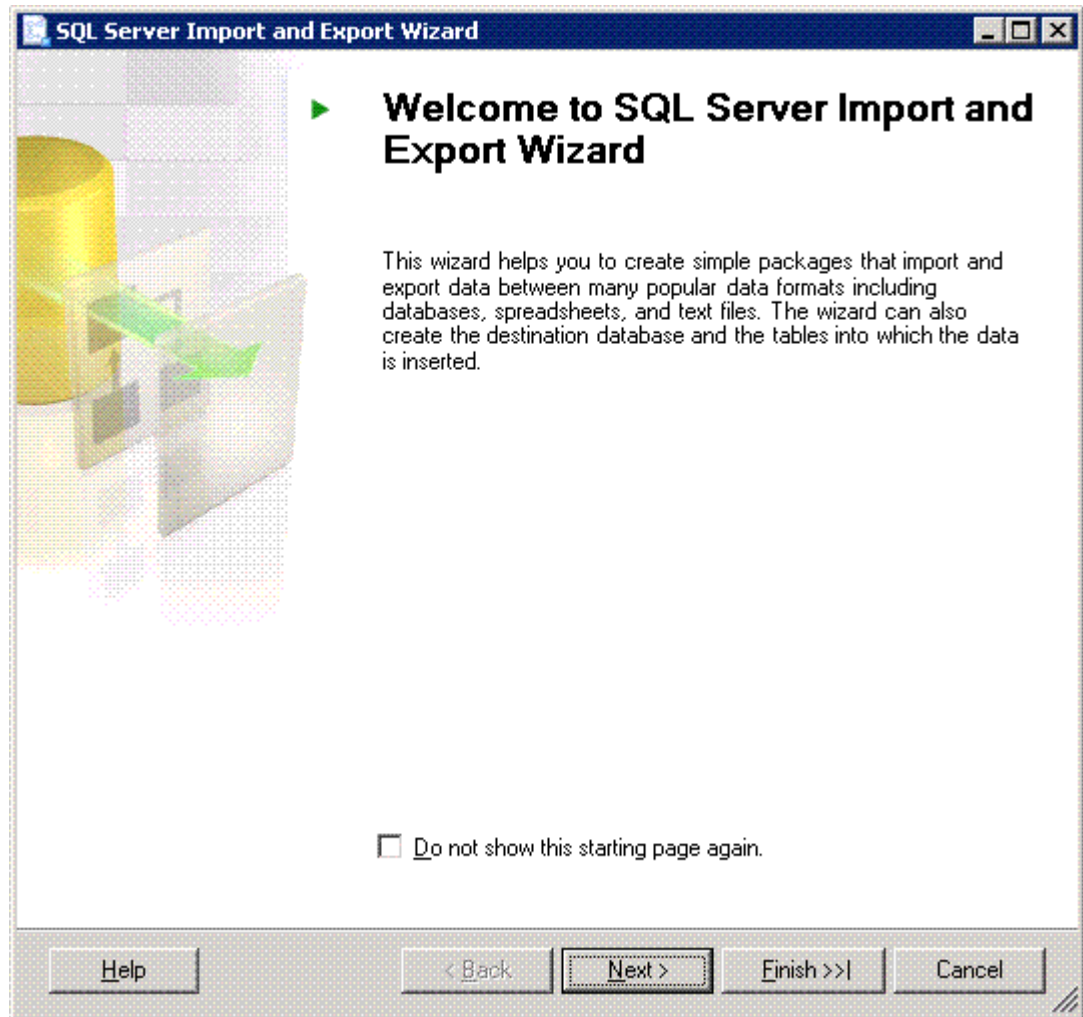 SQL Server Import and Export Wizard
Welcome to SQL Server Import and
Export Wizard
This wizard helps you to create simple packages that import and
export data between many popular data formats including
databases, spreadsheets, and text files. The wizard can also
create the destination database and the tables into which the data
is inserted.
Do not show this starting page again.
Help
< Back
Next >
Finish >>|
Cancel